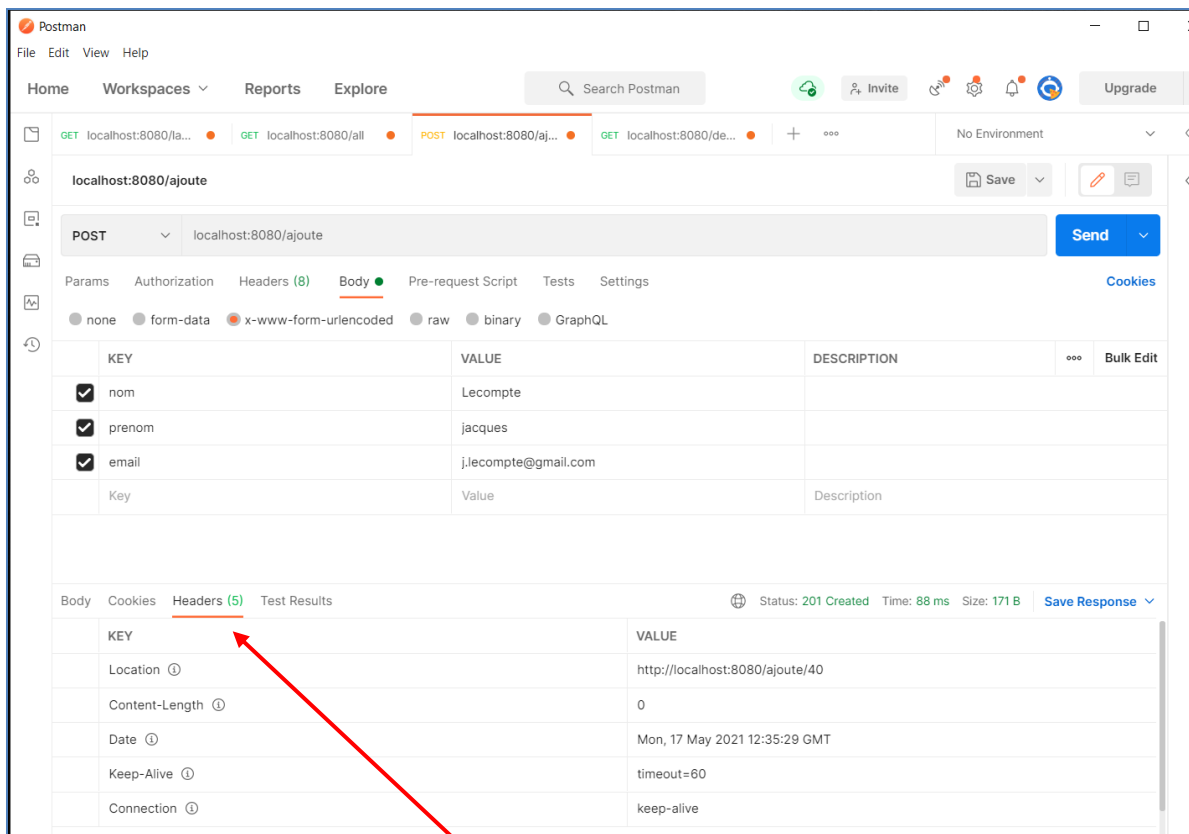 Postman
File Edit View Help
Home Workspaces Reports Explore Search Postman Invite Upgrade
GET localhost:8080/la... GET localhost:8080/all POST localhost:8080/aj... GET localhost:8080/de... No Environment
localhost:8080/ajoute Save
POST localhost:8080/ajoute Send
Params Authorization Headers (8) Body Pre-request Script Tests Settings Cookies
none form-data x-www-form-urlencoded raw binary GraphQL
KEY VALUE DESCRIPTION Bulk Edit
nom Lecompte
prenom jacques
email j.lecompte@gmail.com
Key Value Description
Body Cookies Headers (5) Test Results Status: 201 Created Time: 88 ms Size: 171 B Save Response
KEY VALUE
Location http://localhost:8080/ajoute/40
Content-Length 0
Date Mon, 17 May 2021 12:35:29 GMT
Keep-Alive timeout=60
Connection keep-alive